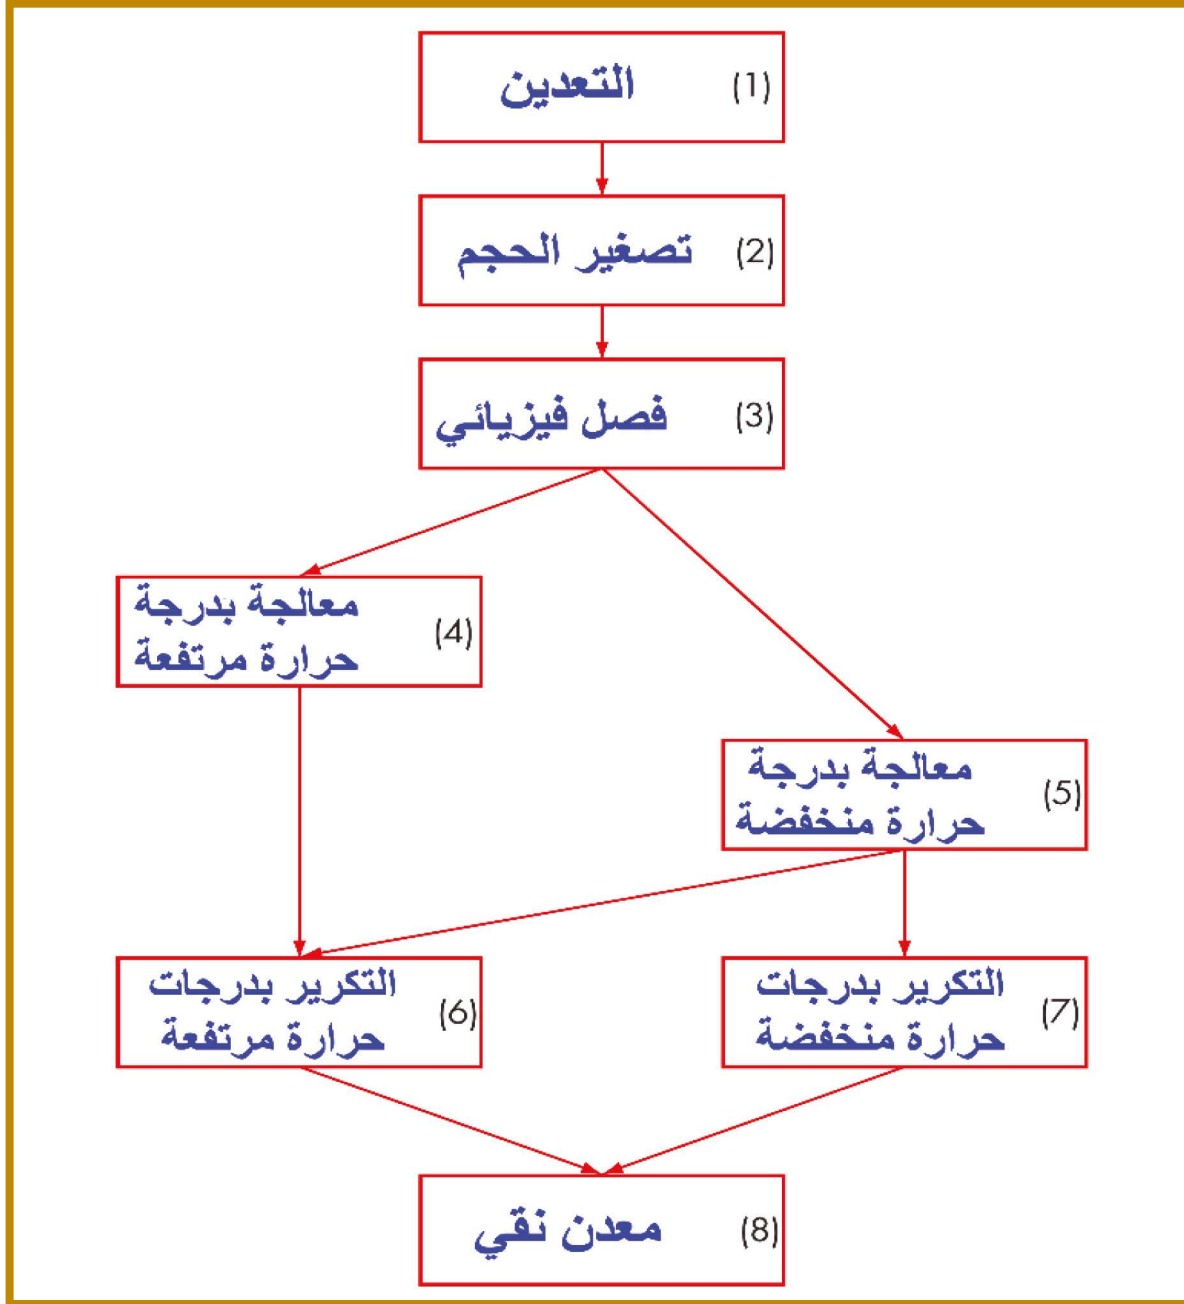 (1) التعدين
(2) تصغير الحجم
(3) فصل فيزيائي
(4) معالجة بدرجة
حرارة مرتفعة
(5) معالجة بدرجة
حرارة منخفضة
(6) التكرير بدرجات
حرارة مرتفعة
(7) التكرير بدرجات
حرارة منخفضة
(8) معدن نقي